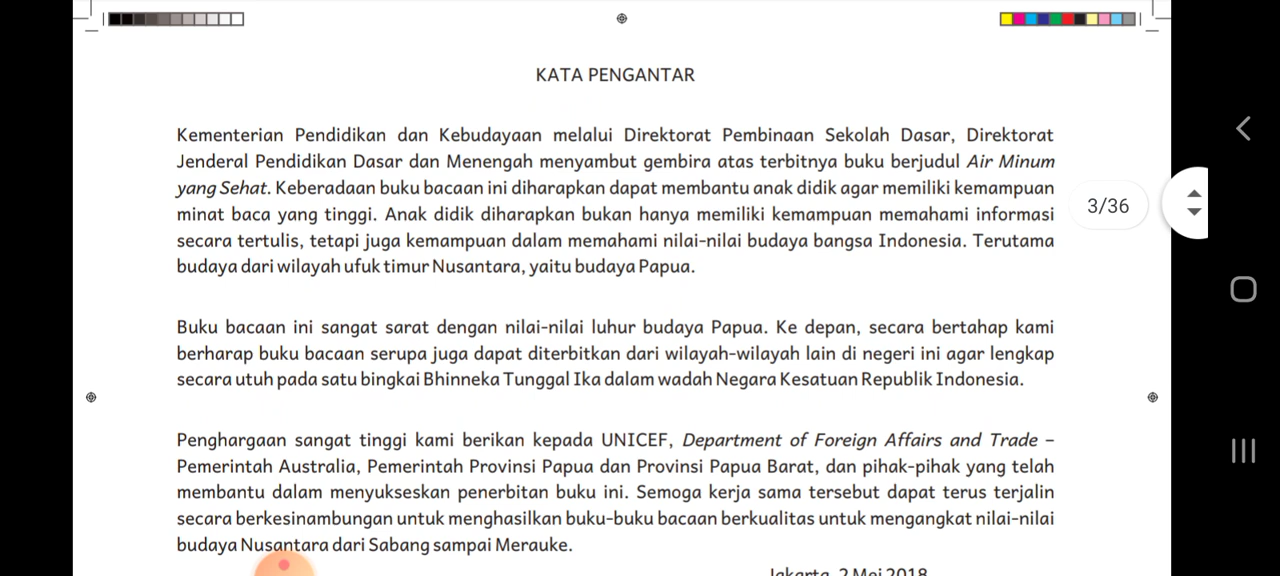 KATA PENGANTAR
Kementerian Pendidikan dan Kebudayaan melalui Direktorat Pembinaan Sekolah Dasar, Direktorat
Jenderal Pendidikan Dasar dan Menengah menyambut gembira atas terbitnya buku berjudul Air Minum
yang Sehat. Keberadaan buku bacaan ini diharapkan dapat membantu anak didik agar memiliki kemampuan
minat baca yang tinggi. Anak didik diharapkan bukan hanya memiliki kemampuan memahami informasi
secara tertulis, tetapi juga kemampuan dalam memahami nilai-nilai budaya bangsa Indonesia. Terutama
budaya dari wilayah ufuk timur Nusantara, yaitu budaya Papua.
3/36
Buku bacaan ini sangat sarat dengan nilai-nilai luhur budaya Papua. Ke depan, secara bertahap kami
berharap buku bacaan serupa juga dapat diterbitkan dari wilayah-wilayah lain di negeri ini agar lengkap
secara utuh pada satu bingkai Bhinneka Tunggal Ika dalam wadah Negara Kesatuan Republik Indonesia.
Penghargaan sangat tinggi kami berikan kepada UNICEF, Department of Foreign Affairs and Trade –
Pemerintah Australia, Pemerintah Provinsi Papua dan Provinsi Papua Barat, dan pihak-pihak yang telah
membantu dalam menyukseskan penerbitan buku ini. Semoga kerja sama tersebut dapat terus terjalin
secara berkesinambungan untuk menghasilkan buku-buku bacaan berkualitas untuk mengangkat nilai-nilai
budaya Nusantara dari Sabang sampai Merauke.
Jakarta, 2 Mei 2018